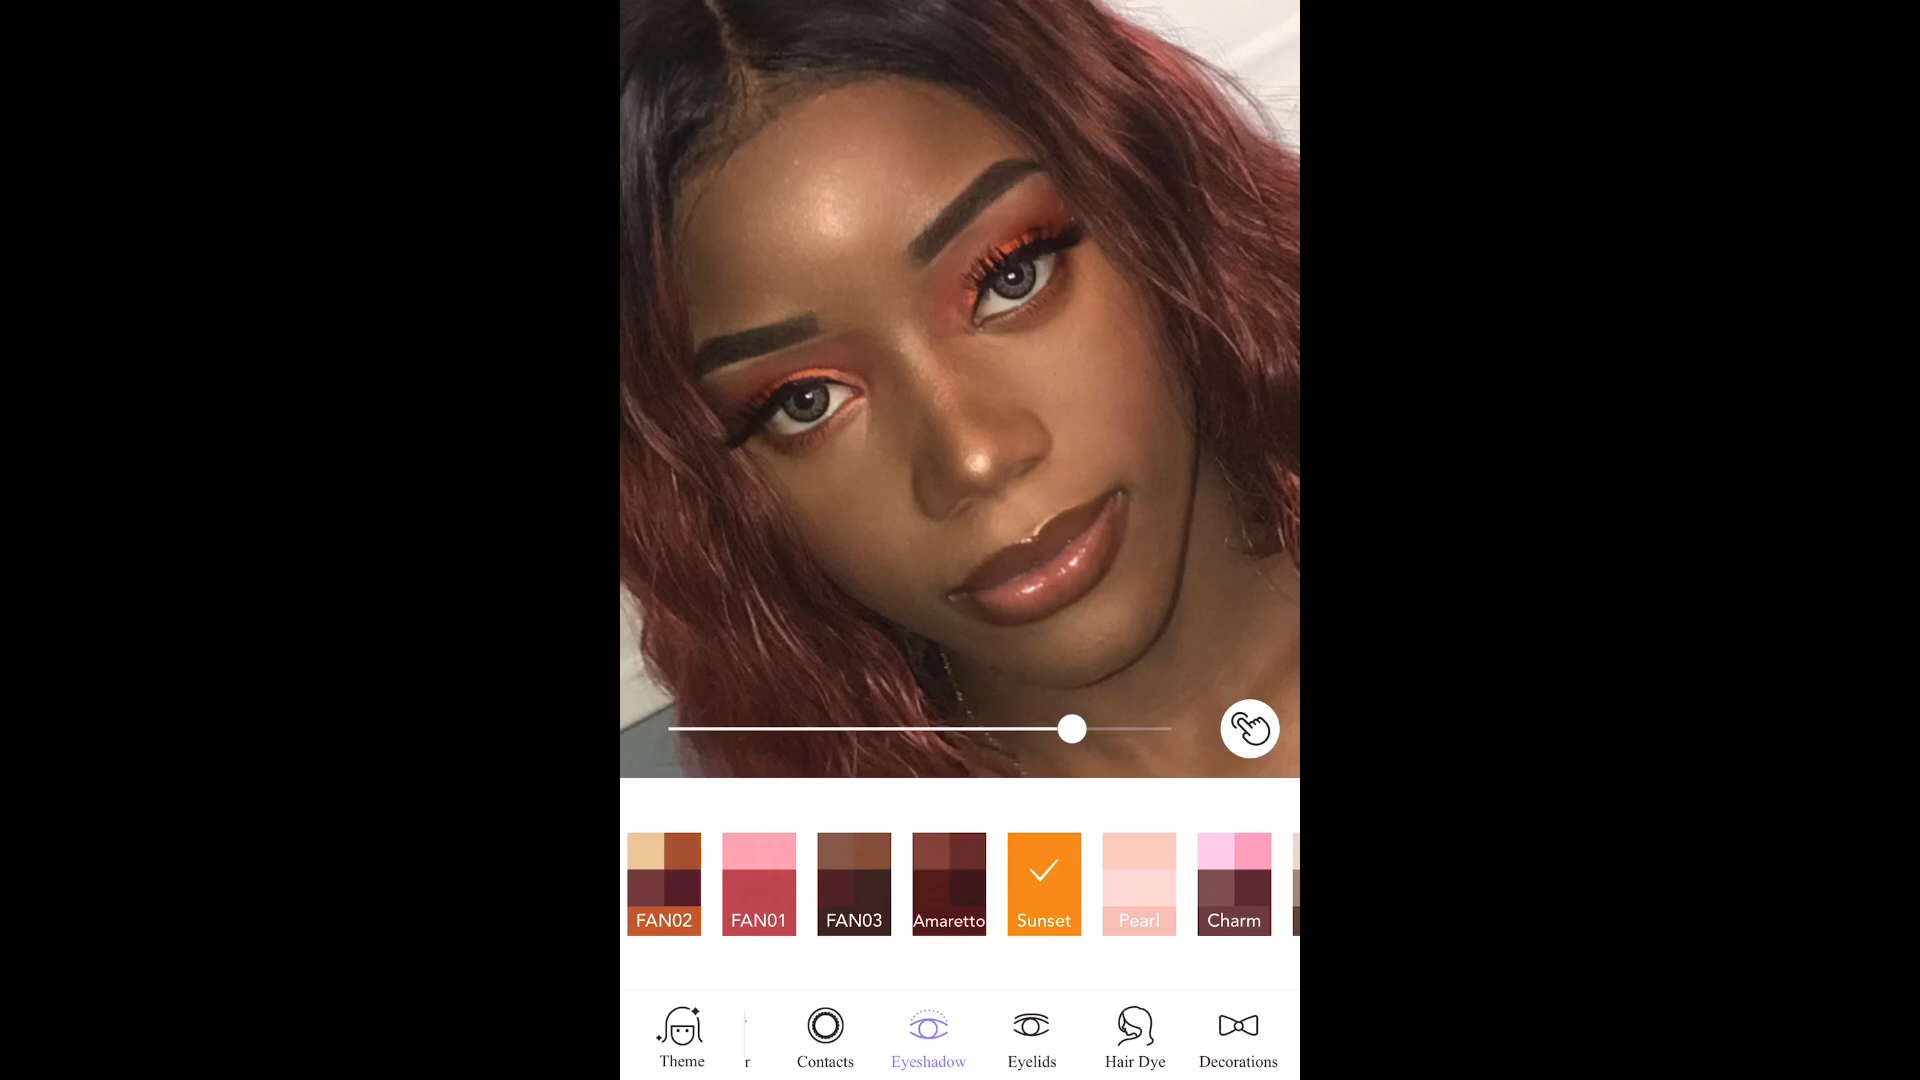 FAN02
FAN01
FAN03
Amaretto
Sunset
Pearl
Charm
Theme
r
Contacts
Eyeshadow
Eyelids
Hair Dye
Decorations